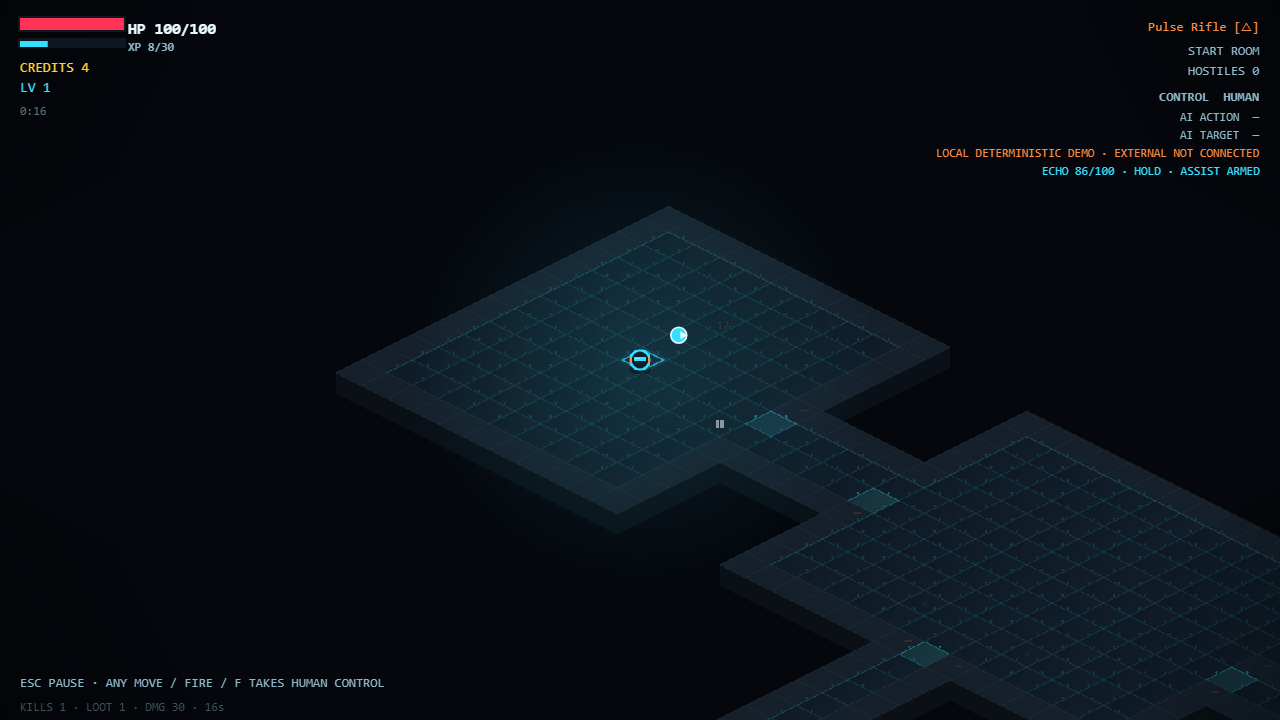 HP 100/100
XP 8/30
CREDITS 4
LV 1
0:16
Pulse Rifle [△]
START ROOM
HOSTILES 0
CONTROL HUMAN
AI ACTION —
AI TARGET —
LOCAL DETERMINISTIC DEMO · EXTERNAL NOT CONNECTED
ECHO 86/100 · HOLD · ASSIST ARMED
12
ESC PAUSE · ANY MOVE / FIRE / F TAKES HUMAN CONTROL
KILLS 1 · LOOT 1 · DMG 30 · 16s